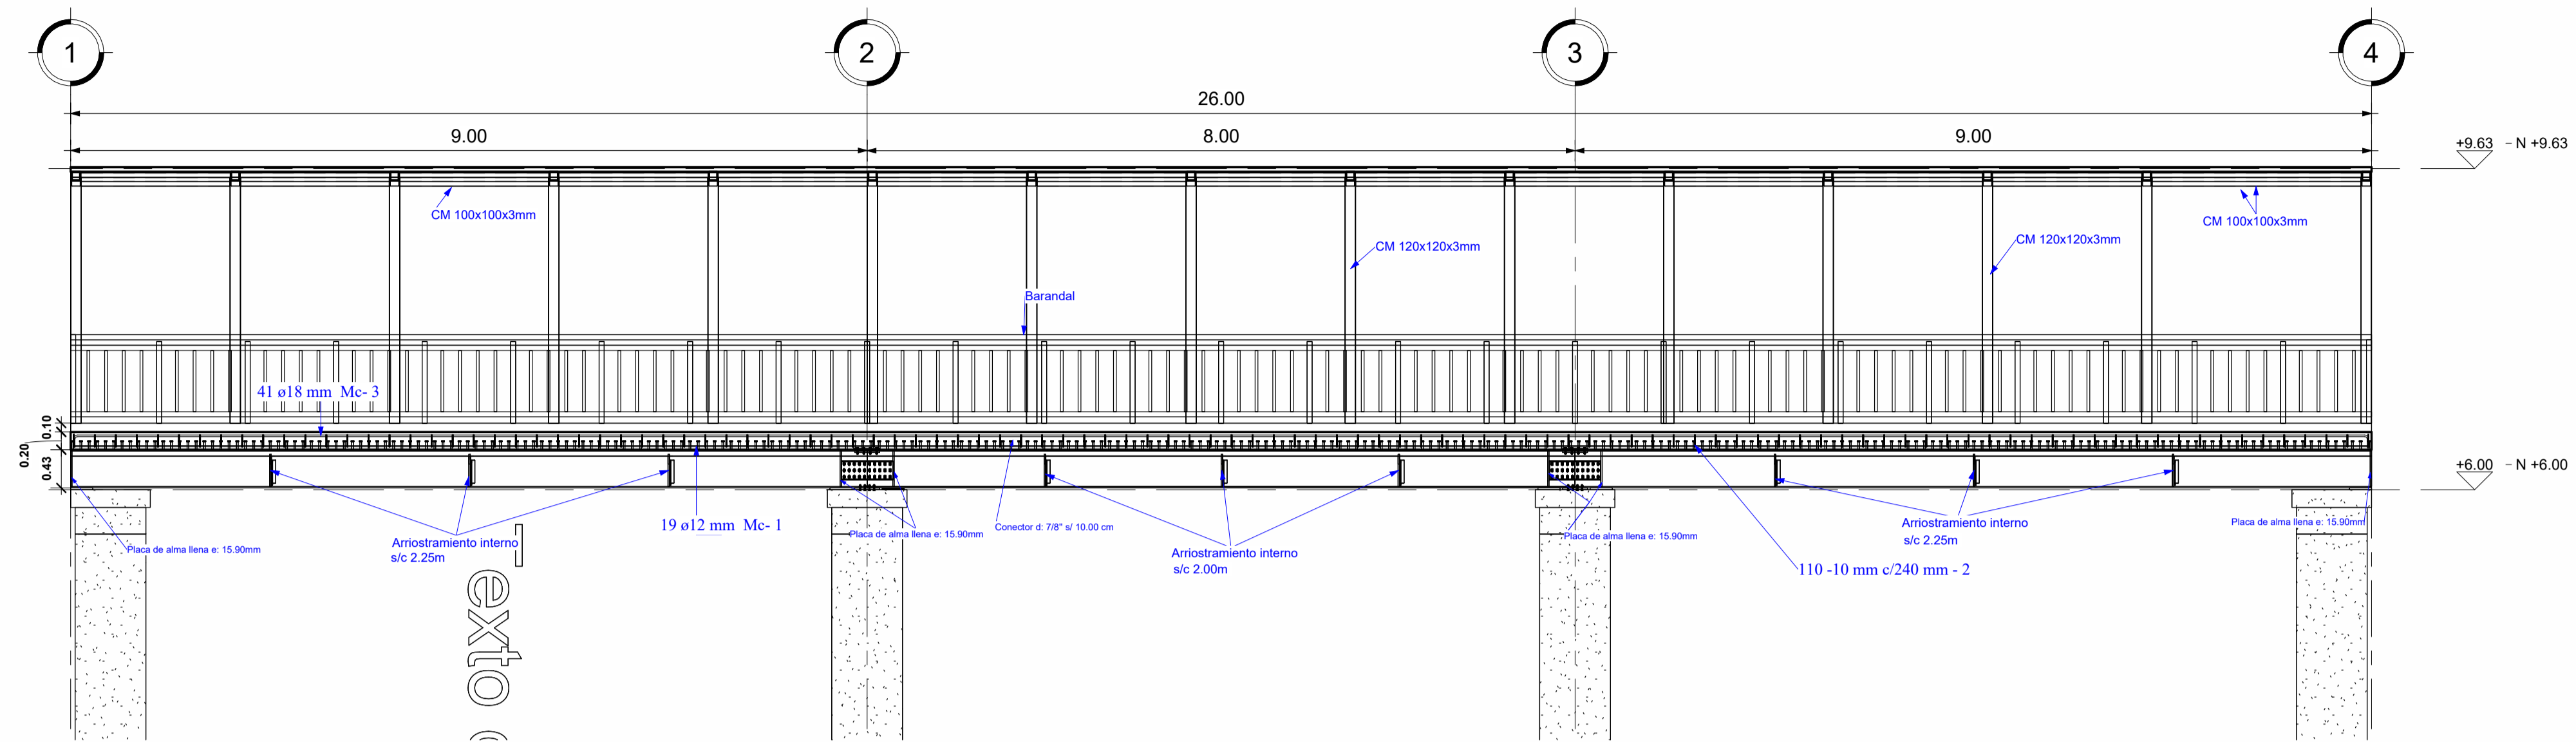 1
2
3
4
26.00
9.00
8.00
9.00
+9.63
N +9.63
CM 100x100x3mm
CM 100x100x3mm
CM 120x120x3mm
CM 120x120x3mm
Barandal
41 ø18 mm Mc- 3
0.10
0.20
0.43
+6.00
N +6.00
19 ø12 mm Mc- 1
Placa de alma llena e: 15.90mm
Arriostramiento interno
s/c 2.25m
Placa de alma llena e: 15.90mm
Conector d: 7/8" s/ 10.00 cm
Arriostramiento interno
s/c 2.00m
Placa de alma llena e: 15.90mm
110 -10 mm c/240 mm - 2
Arriostramiento interno
s/c 2.25m
Placa de alma llena e: 15.90mm
Texto